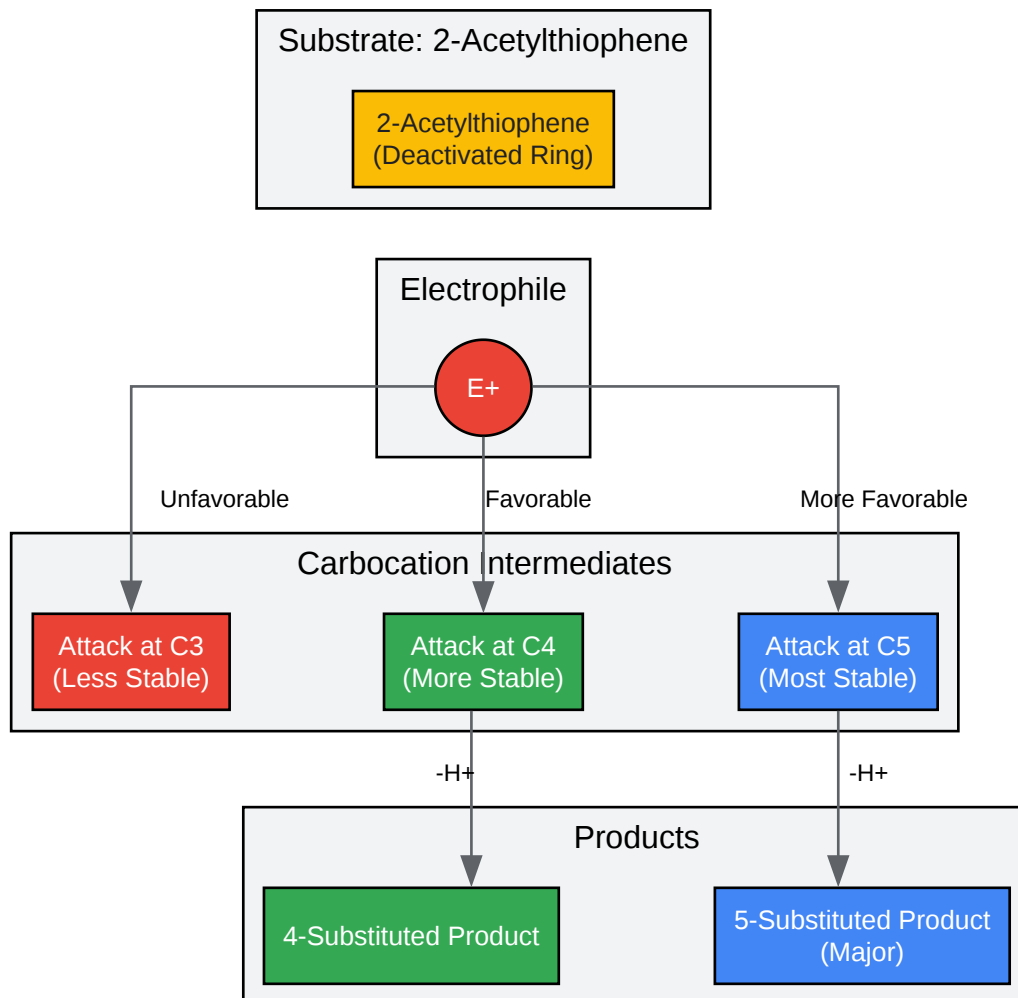 Substrate: 2-Acetylthiophene
2-Acetylthiophene
(Deactivated Ring)
Electrophile
E+
Unfavorable
Favorable
More Favorable
Carbocation Intermediates
Attack at C3
(Less Stable)
Attack at C4
(More Stable)
Attack at C5
(Most Stable)
-H+
-H+
Products
4-Substituted Product
5-Substituted Product
(Major)